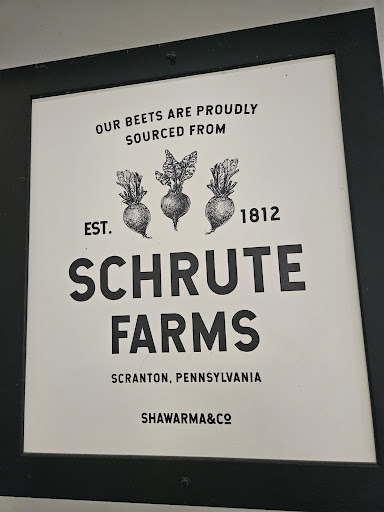 OUR BEETS ARE PROUDLY
SOURCED FROM
EST. 1812
SCHRUTE
FARMS
SCRANTON, PENNSYLVANIA
SHAWARMA&CO